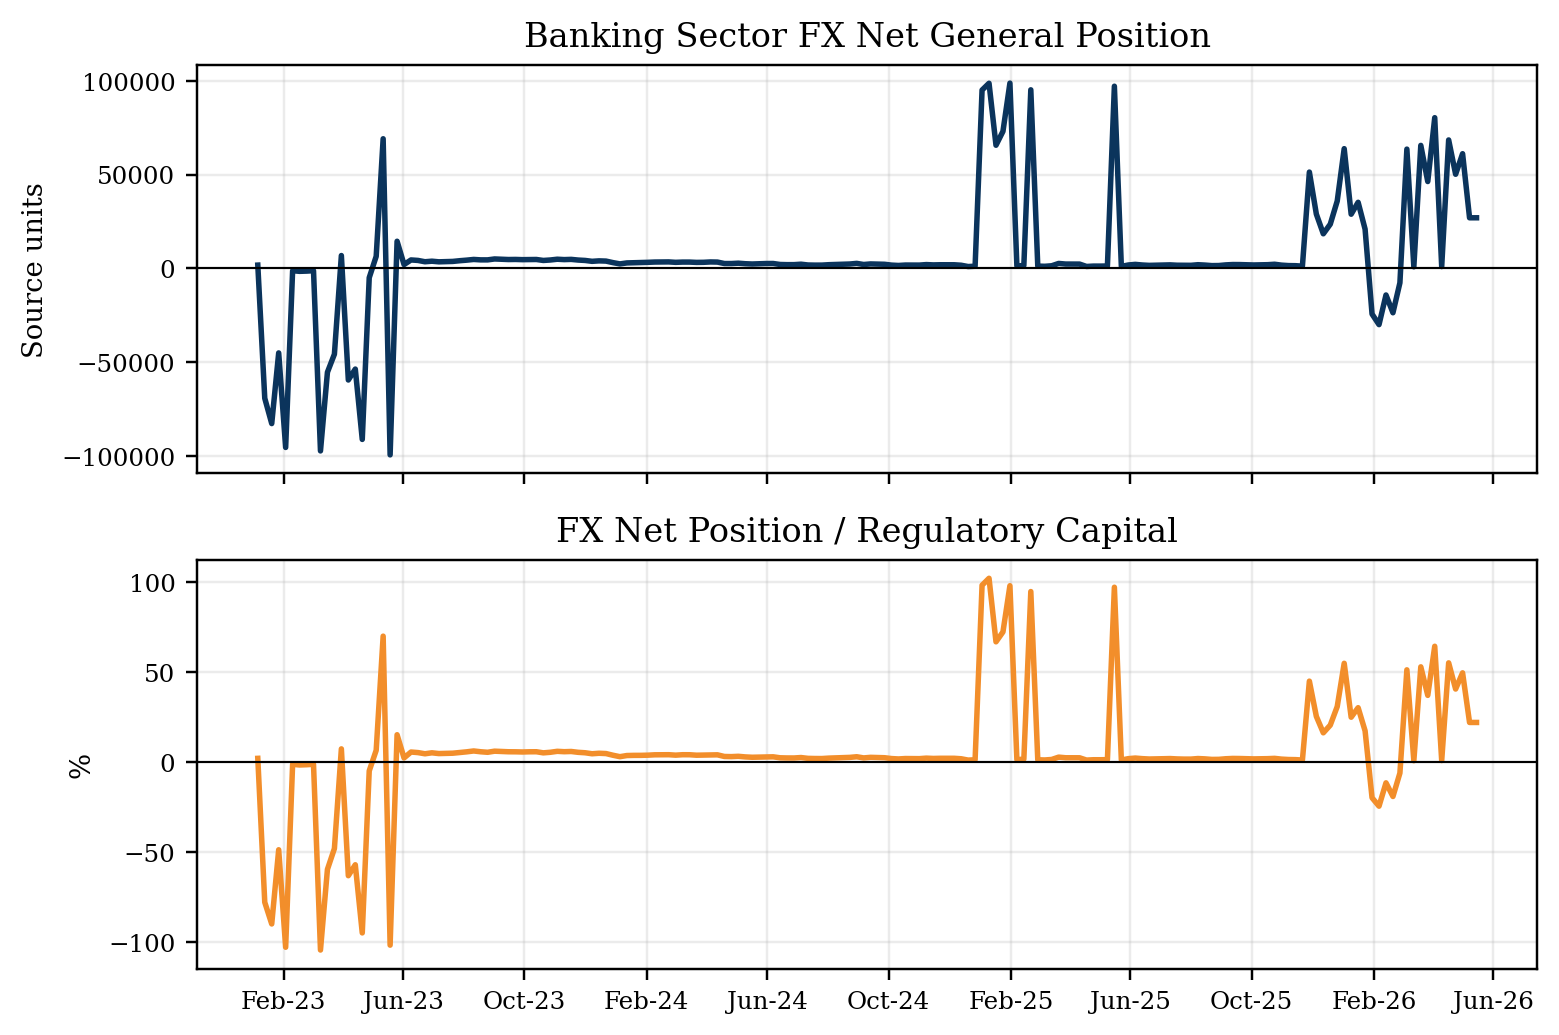 Banking Sector FX Net General Position
100000
50000
0
−50000
−100000
Source units
FX Net Position / Regulatory Capital
100
50
0
−50
−100
%
Feb-23 Jun-23 Oct-23 Feb-24 Jun-24 Oct-24 Feb-25 Jun-25 Oct-25 Feb-26 Jun-26